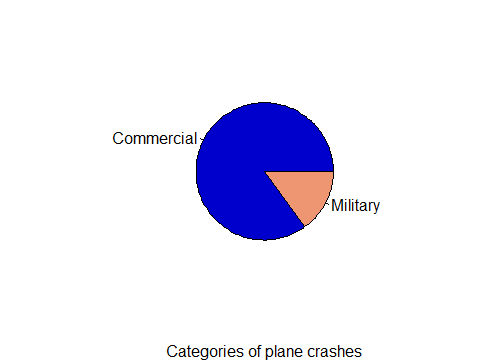 Commercial
Military
Categories of plane crashes